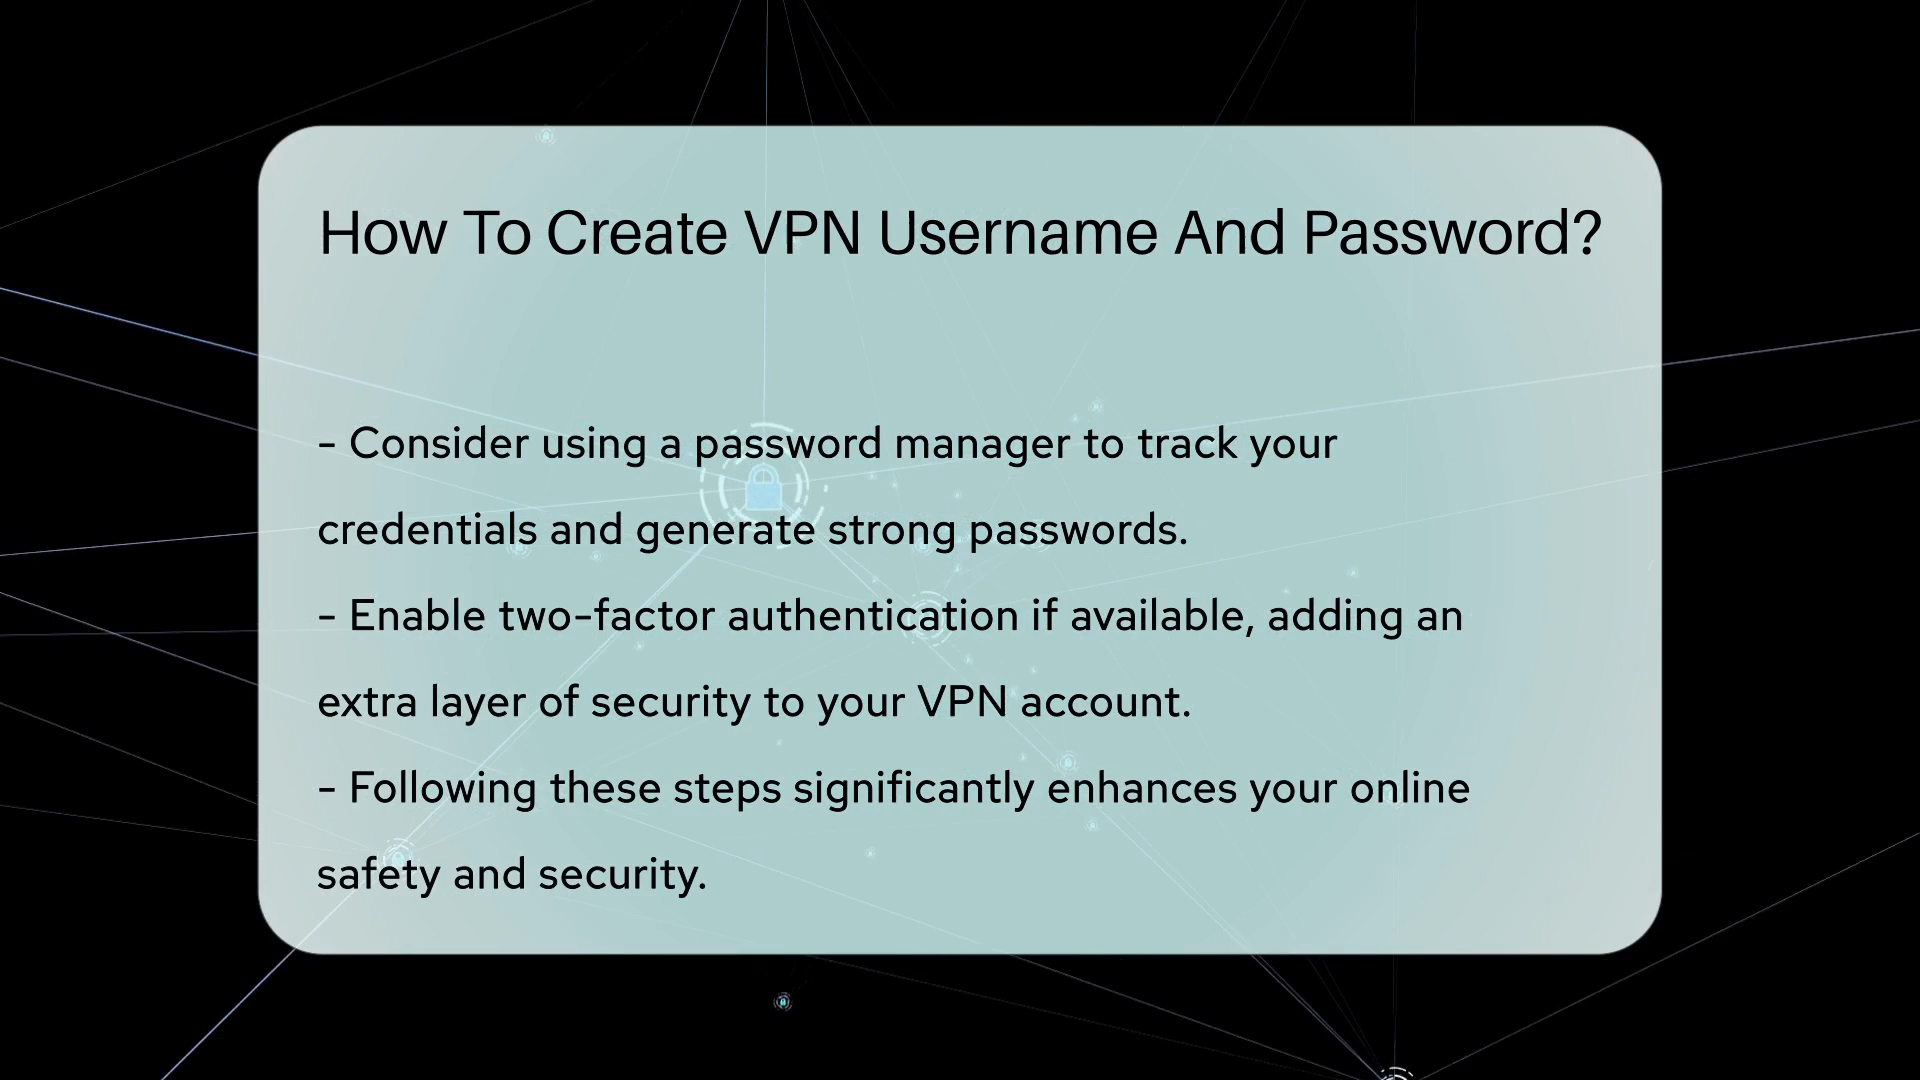 How To Create VPN Username And Password?
- Consider using a password manager to track your
credentials and generate strong passwords.
- Enable two-factor authentication if available, adding an
extra layer of security to your VPN account.
- Following these steps significantly enhances your online
safety and security.